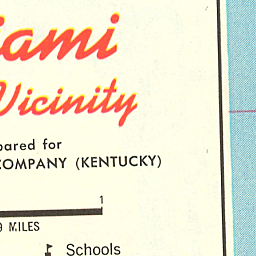 ami
Vicinity
pared for
COMPANY (KENTUCKY)
1
MILES
Schools